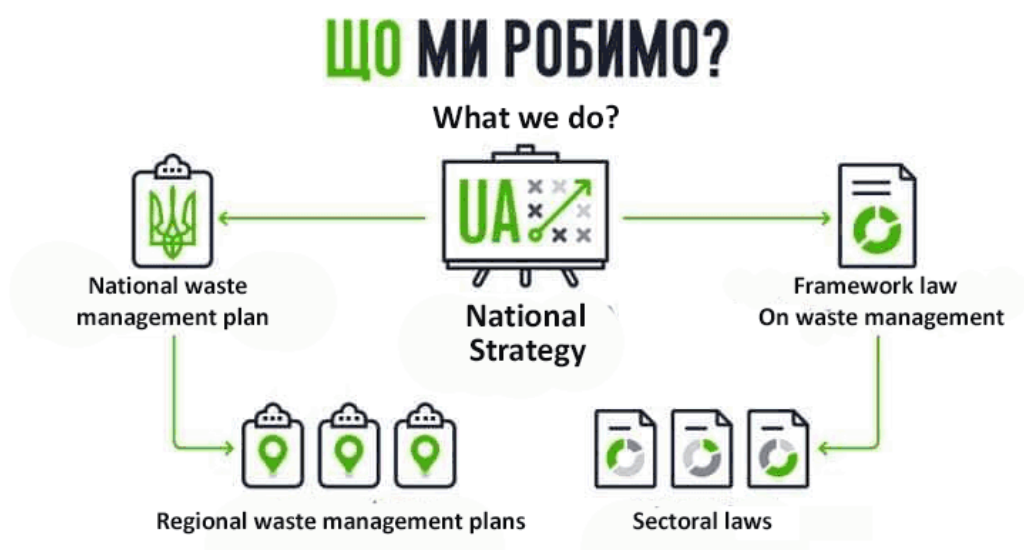 ЩО МИ РОБИМО?
What we do?
UA
National waste
management plan
National
Strategy
Framework law
On waste management
Regional waste management plans
Sectoral laws